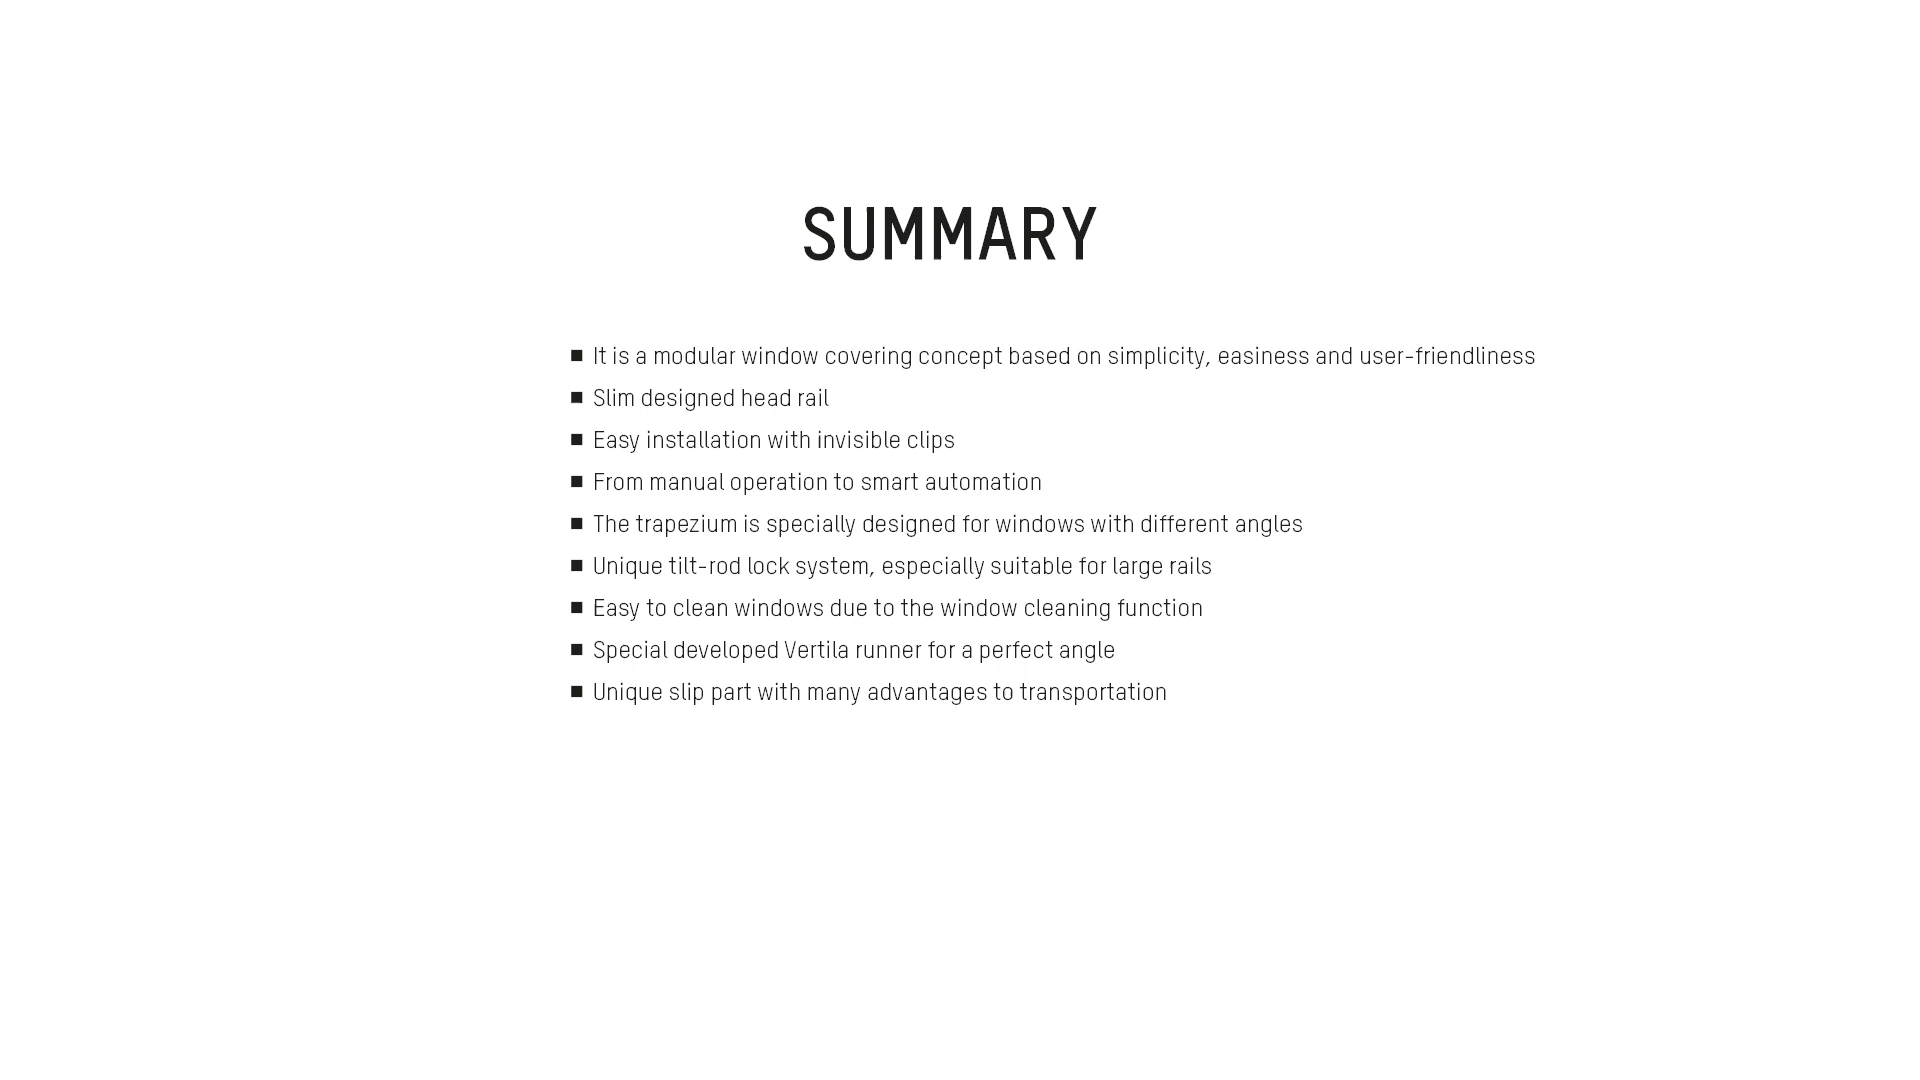 SUMMARY
■ It is a modular window covering concept based on simplicity, easiness and user-friendliness
■ Slim designed head rail
■ Easy installation with invisible clips
■ From manual operation to smart automation
■ The trapezium is specially designed for windows with different angles
■ Unique tilt-rod lock system, especially suitable for large rails
■ Easy to clean windows due to the window cleaning function
■ Special developed Vertila runner for a perfect angle
■ Unique slip part with many advantages to transportation